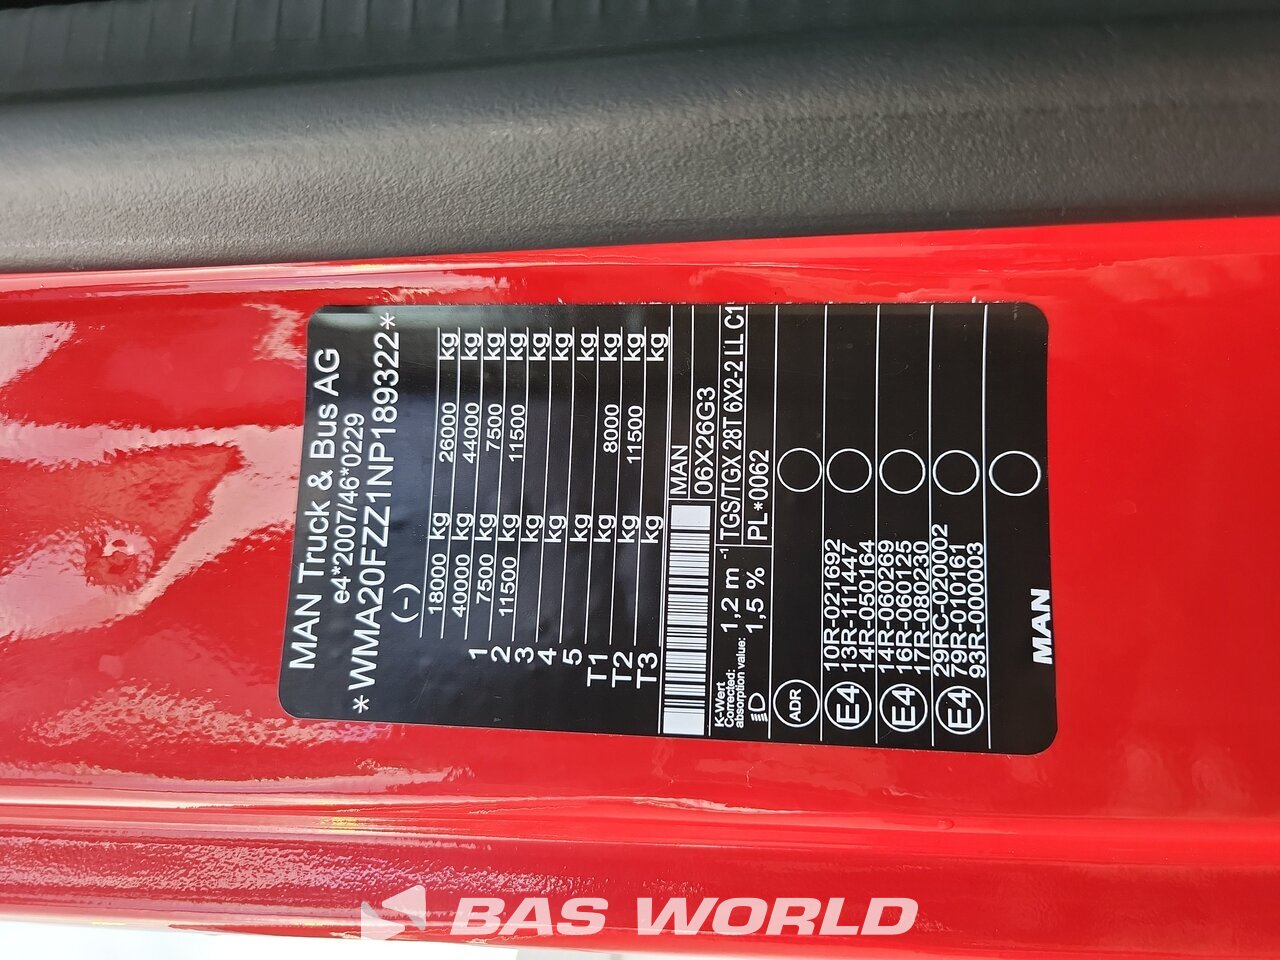 MAN Truck & Bus AG
e4*2007/46*0229
*WMA20FZZ1NP189322*
(-)
18000 kg 26000 kg
40000 kg 44000 kg
1 7500 kg 7500 kg
2 11500 kg 11500 kg
3 kg kg
4 kg kg
5 kg kg
T1 kg 8000 kg
T2 kg 11500 kg
T3 kg kg
MAN
06X26G3
K-Wert
Corrected:
absorption value: 1,2 m -1
TGS/TGX 28T 6X2-2 LL C1
1,5 % PL*0062
ADR
E4 10R-021692
13R-111447
14R-050164
E4 14R-060269
16R-060125
17R-080230
E4 29RC-020002
79R-010161
93R-000003
MAN
BAS WORLD